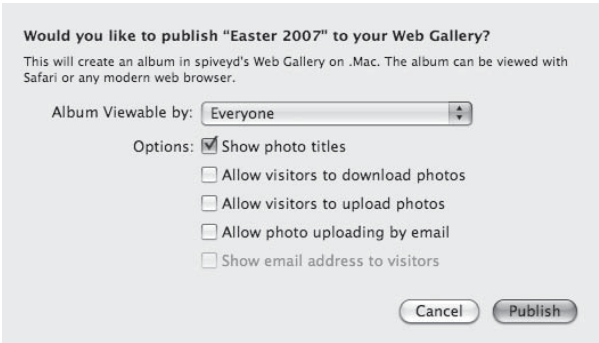 Would you like to publish “Easter 2007” to your Web Gallery?
This will create an album in spiveyd's Web Gallery on .Mac. The album can be viewed with
Safari or any modern web browser.
Album Viewable by: Everyone
Options: Show photo titles
Allow visitors to download photos
Allow visitors to upload photos
Allow photo uploading by email
Show email address to visitors
Cancel Publish